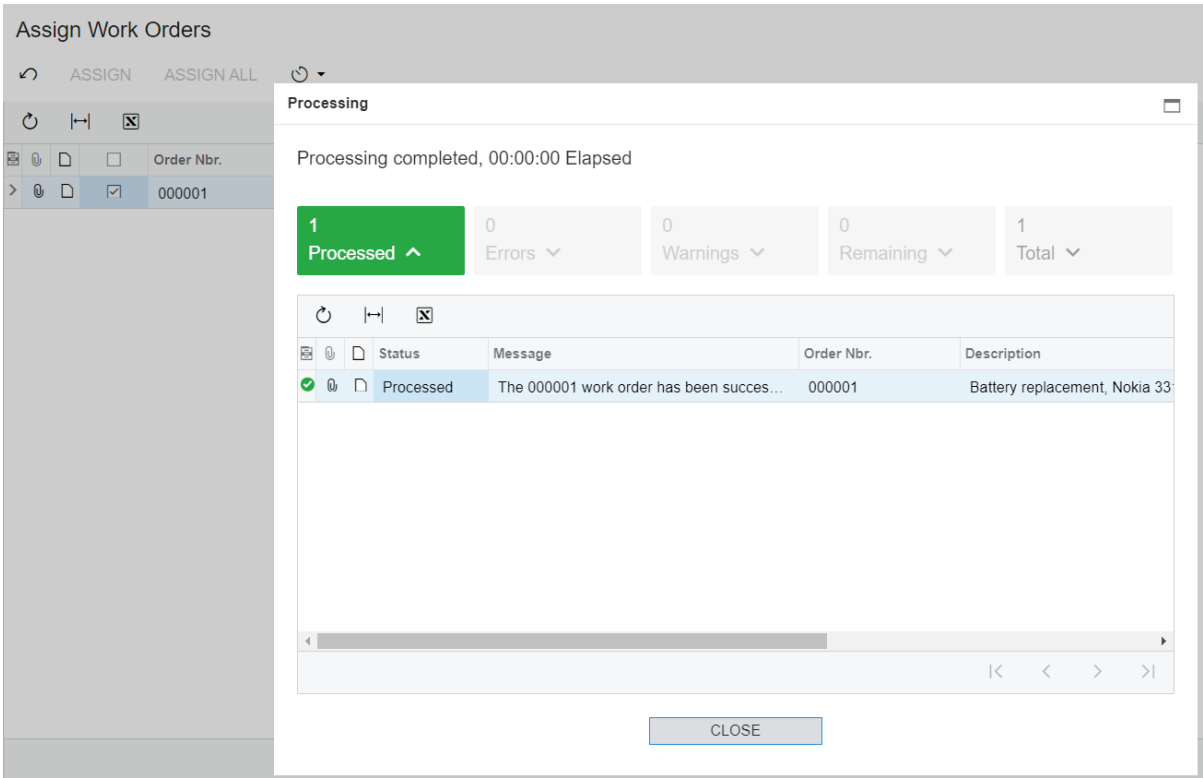 Assign Work Orders
ASSIGN ASSIGN ALL
Order Nbr.
000001
Processing
Processing completed, 00:00:00 Elapsed
1
Processed
0
Errors
0
Warnings
0
Remaining
1
Total
Status Message Order Nbr. Description
Processed The 000001 work order has been succes... 000001 Battery replacement, Nokia
CLOSE